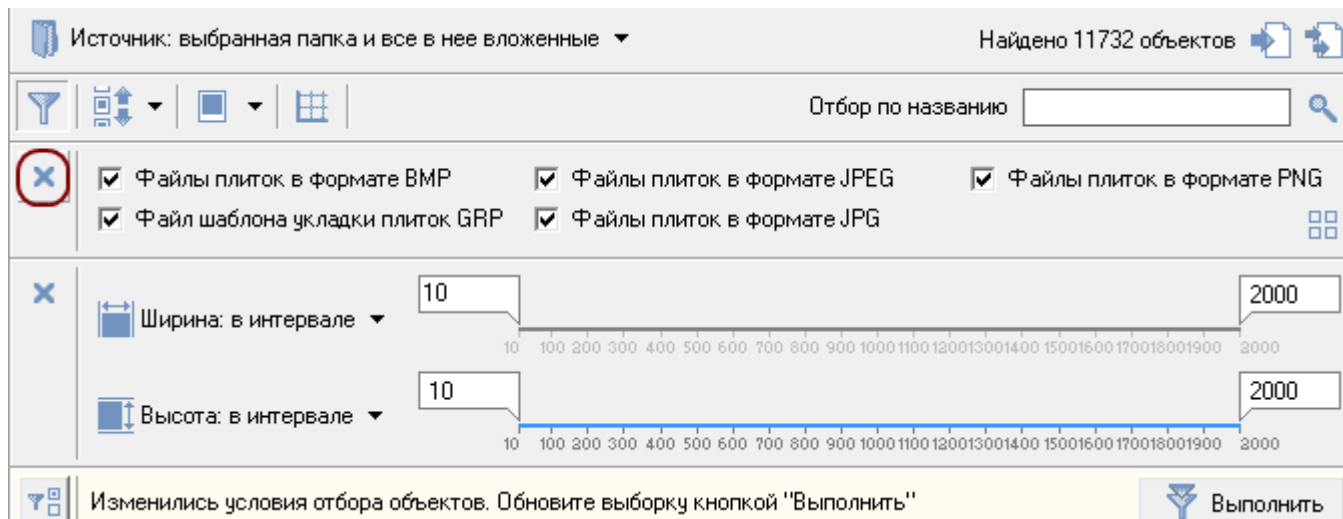 Источник: выбранная папка и все в нее вложенные Найдено 11732 объектов
Отбор по названию
Файлы плиток в формате BMP Файлы плиток в формате JPEG Файлы плиток в формате PNG
Файл шаблона укладки плиток GRP Файлы плиток в формате JPG
10 2000
Ширина: в интервале
10 100 200 300 400 500 600 700 800 900 1000 1100 1200 1300 1400 1500 1600 1700 1800 1900 2000
10 2000
Высота: в интервале
10 100 200 300 400 500 600 700 800 900 1000 1100 1200 1300 1400 1500 1600 1700 1800 1900 2000
Изменились условия отбора объектов. Обновите выборку кнопкой "Выполнить" Выполнить